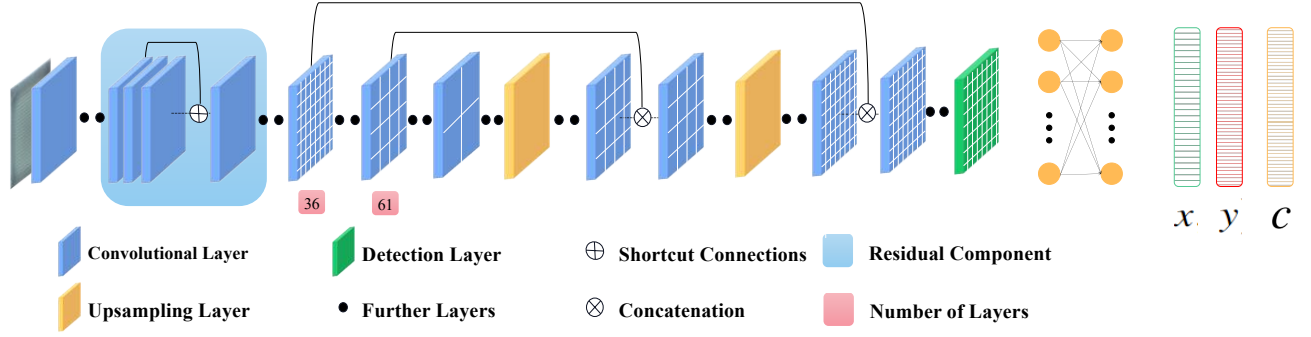 36
61
x
y
c
Convolutional Layer
Detection Layer
Shortcut Connections
Residual Component
Upsampling Layer
Further Layers
Concatenation
Number of Layers